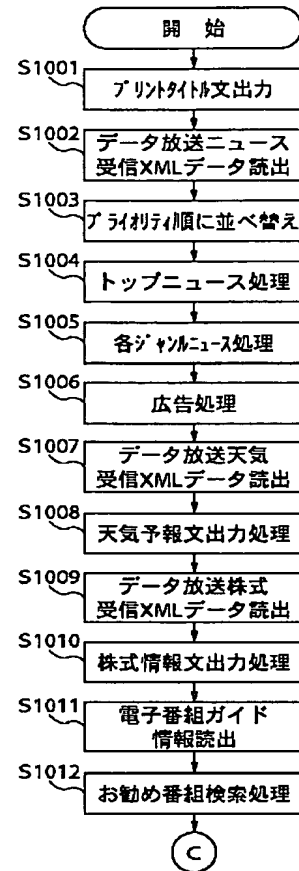 開 始
S1001
プリントタイトル文出力
S1002
データ放送ニュース
受信XMLデータ読出
S1003
プライオリティ順に並べ替え
S1004
トップニュース処理
S1005
各ジャンルニュース処理
S1006
広告処理
S1007
データ放送天気
受信XMLデータ読出
S1008
天気予報文出力処理
S1009
データ放送株式
受信XMLデータ読出
S1010
株式情報文出力処理
S1011
電子番組ガイド
情報読出
S1012
お勧め番組検索処理
C